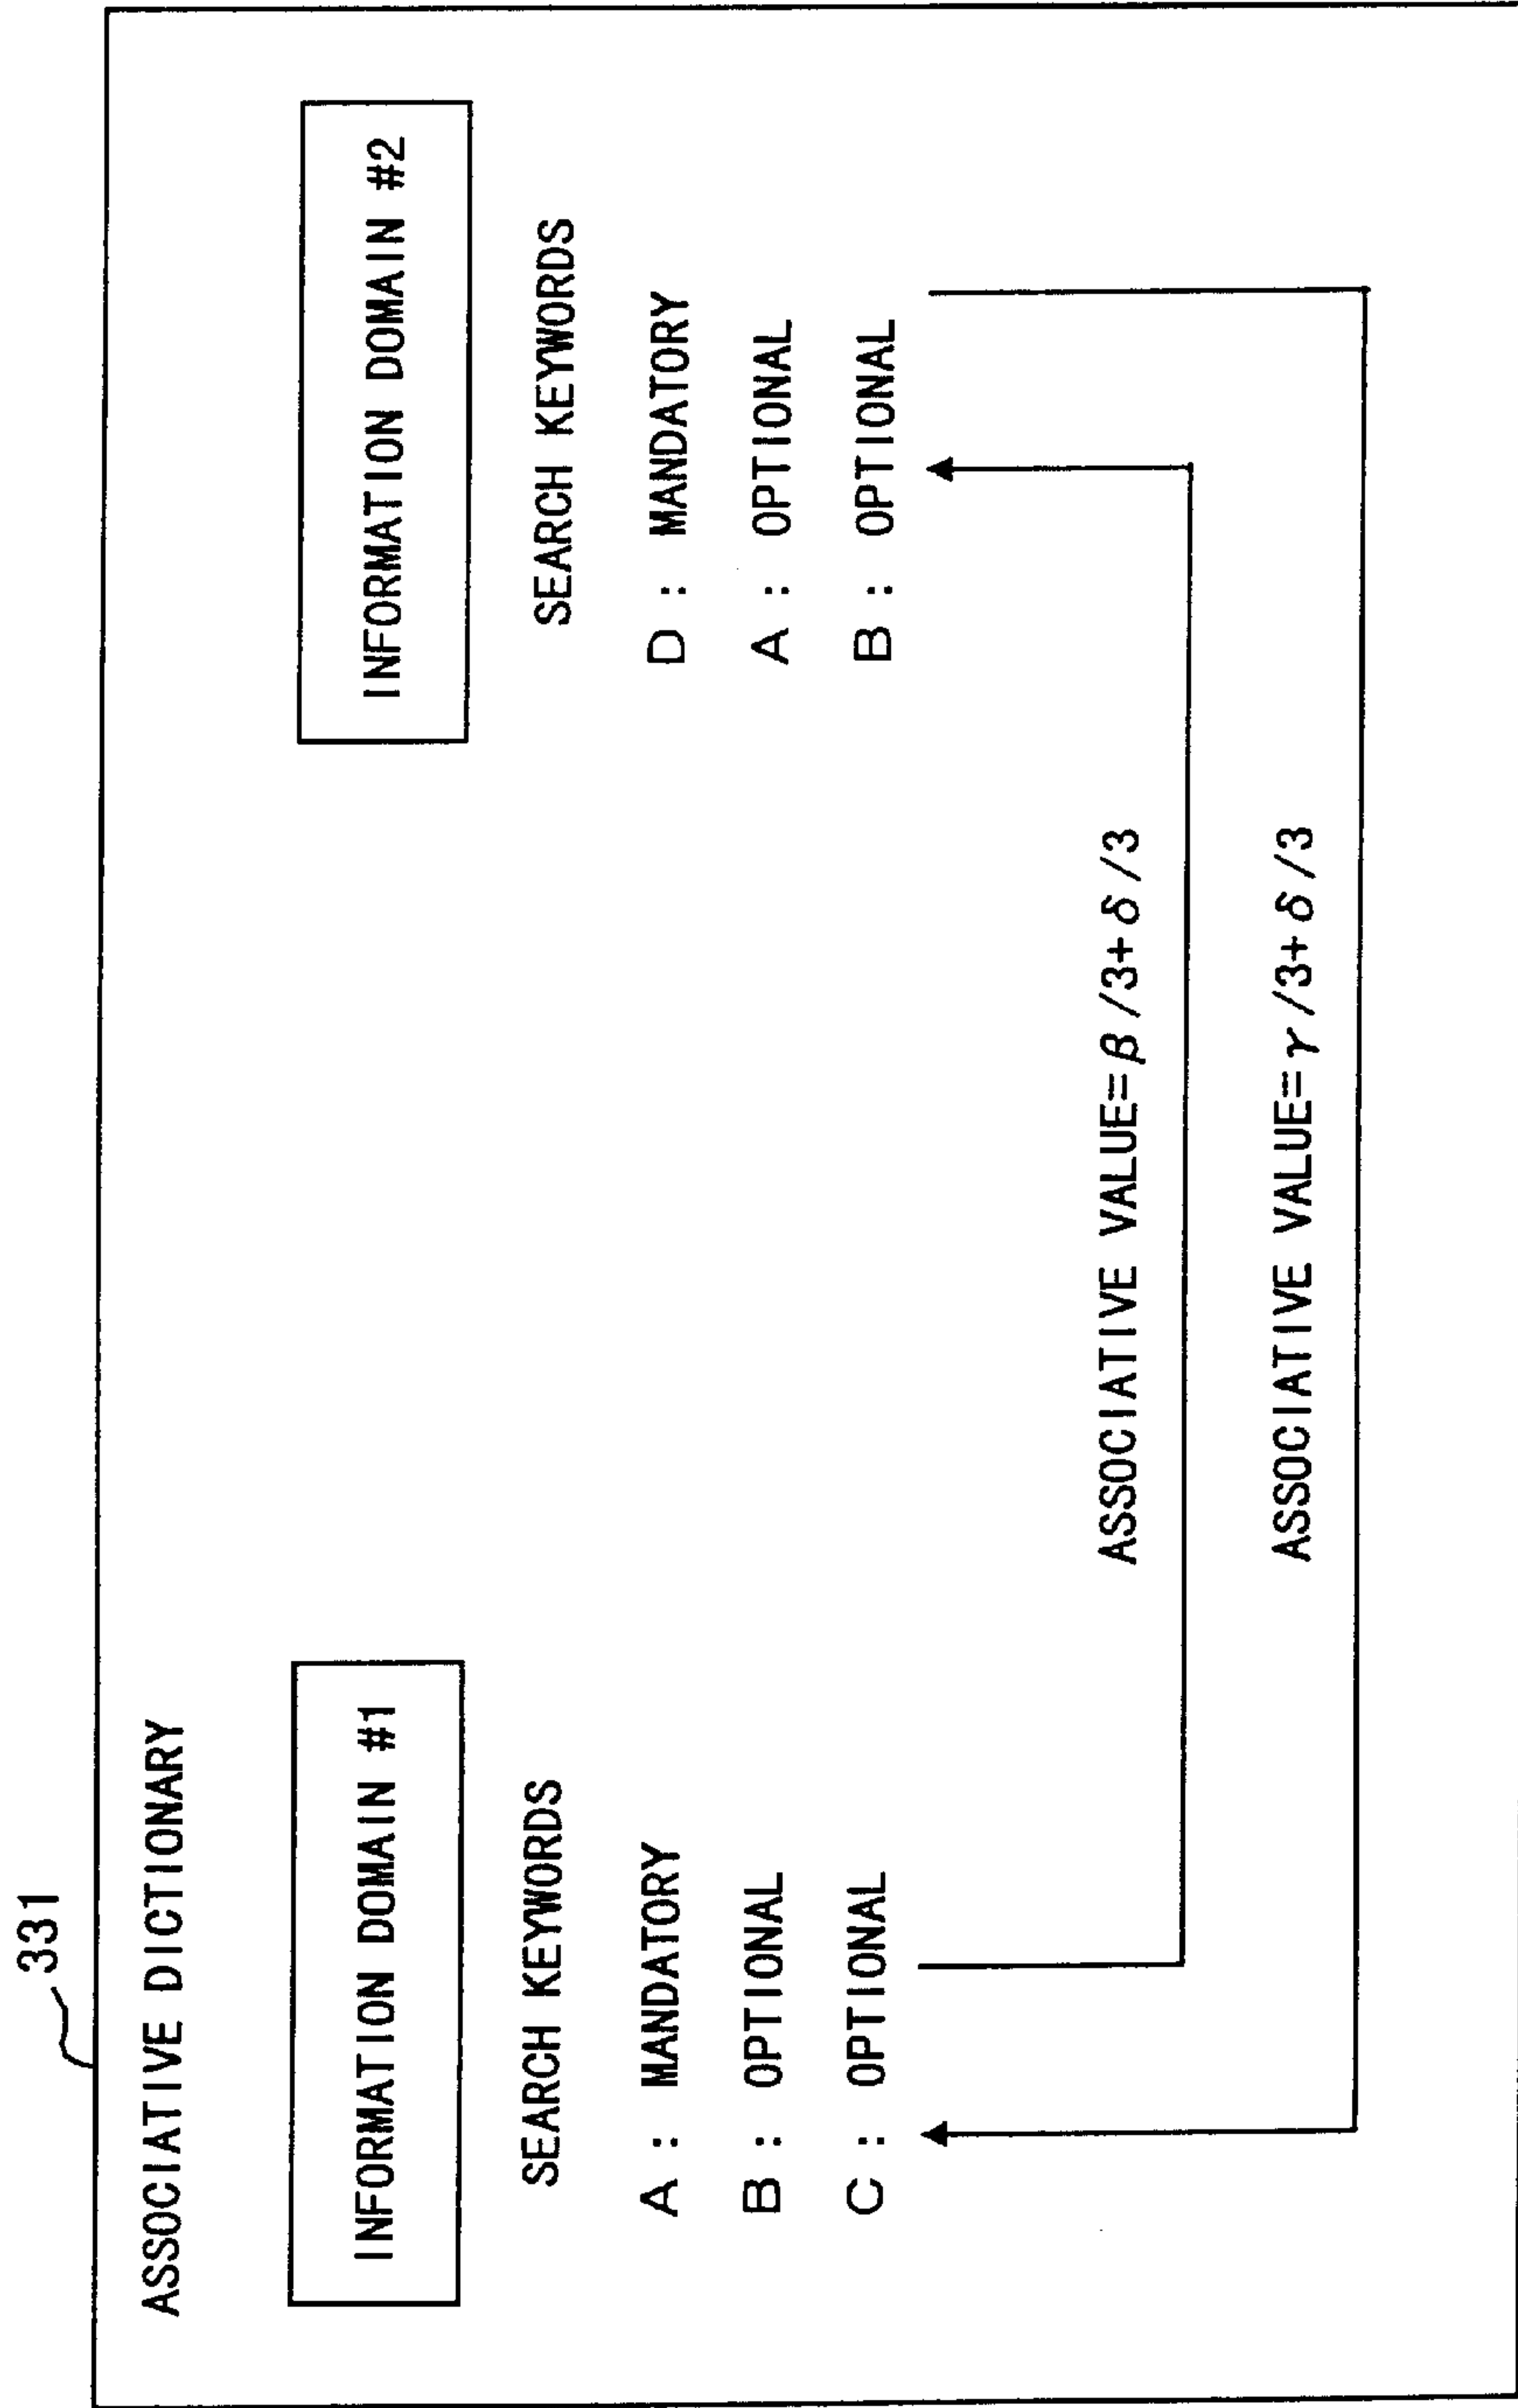 331
ASSOCIATIVE DICTIONARY
INFORMATION DOMAIN #1
SEARCH KEYWORDS
A : MANDATORY
B : OPTIONAL
C : OPTIONAL
INFORMATION DOMAIN #2
SEARCH KEYWORDS
D : MANDATORY
A : OPTIONAL
B : OPTIONAL
ASSOCIATIVE VALUE=β/3+δ/3
ASSOCIATIVE VALUE=γ/3+δ/3